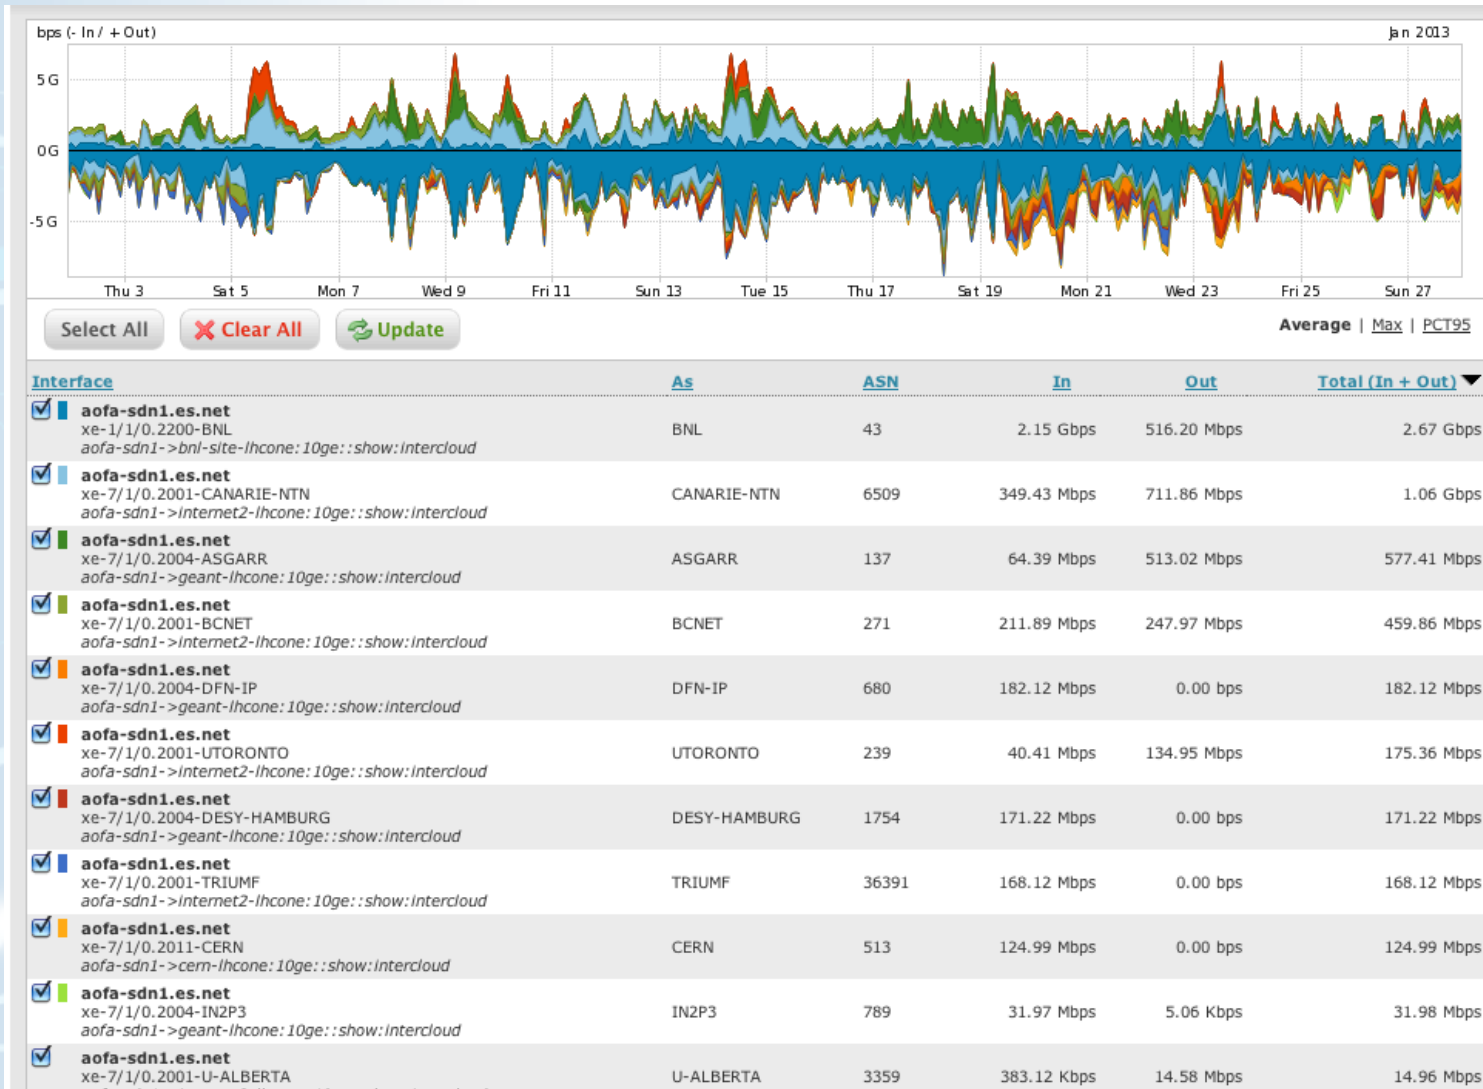 bps (- In / + Out) Jan 2013
5 G
0 G
-5 G
Thu 3 Sat 5 Mon 7 Wed 9 Fri 11 Sun 13 Tue 15 Thu 17 Sat 19 Mon 21 Wed 23 Fri 25 Sun 27
Select All Clear All Update Average | Max | PCT95
Interface As ASN In Out Total (In + Out)
aofa-sdn1.es.net
xe-1/1/0.2200-BNL BNL 43 2.15 Gbps 516.20 Mbps 2.67 Gbps
aofa-sdn1->bnl-site-lhcone:10ge::show:intercloud
aofa-sdn1.es.net
xe-7/1/0.2001-CANARIE-NTN CANARIE-NTN 6509 349.43 Mbps 711.86 Mbps 1.06 Gbps
aofa-sdn1->internet2-lhcone:10ge::show:intercloud
aofa-sdn1.es.net
xe-7/1/0.2004-ASGARR ASGARR 137 64.39 Mbps 513.02 Mbps 577.41 Mbps
aofa-sdn1->geant-lhcone:10ge::show:intercloud
aofa-sdn1.es.net
xe-7/1/0.2001-BCNET BCNET 271 211.89 Mbps 247.97 Mbps 459.86 Mbps
aofa-sdn1->internet2-lhcone:10ge::show:intercloud
aofa-sdn1.es.net
xe-7/1/0.2004-DFN-IP DFN-IP 680 182.12 Mbps 0.00 bps 182.12 Mbps
aofa-sdn1->geant-lhcone:10ge::show:intercloud
aofa-sdn1.es.net
xe-7/1/0.2001-UTORONTO UTORONTO 239 40.41 Mbps 134.95 Mbps 175.36 Mbps
aofa-sdn1->internet2-lhcone:10ge::show:intercloud
aofa-sdn1.es.net
xe-7/1/0.2004-DESY-HAMBURG DESY-HAMBURG 1754 171.22 Mbps 0.00 bps 171.22 Mbps
aofa-sdn1->geant-lhcone:10ge::show:intercloud
aofa-sdn1.es.net
xe-7/1/0.2001-TRIUMF TRIUMF 36391 168.12 Mbps 0.00 bps 168.12 Mbps
aofa-sdn1->internet2-lhcone:10ge::show:intercloud
aofa-sdn1.es.net
xe-7/1/0.2011-CERN CERN 513 124.99 Mbps 0.00 bps 124.99 Mbps
aofa-sdn1->cern-lhcone:10ge::show:intercloud
aofa-sdn1.es.net
xe-7/1/0.2004-IN2P3 IN2P3 789 31.97 Mbps 5.06 Kbps 31.98 Mbps
aofa-sdn1->geant-lhcone:10ge::show:intercloud
aofa-sdn1.es.net
xe-7/1/0.2001-U-ALBERTA U-ALBERTA 3359 383.12 Kbps 14.58 Mbps 14.96 Mbps